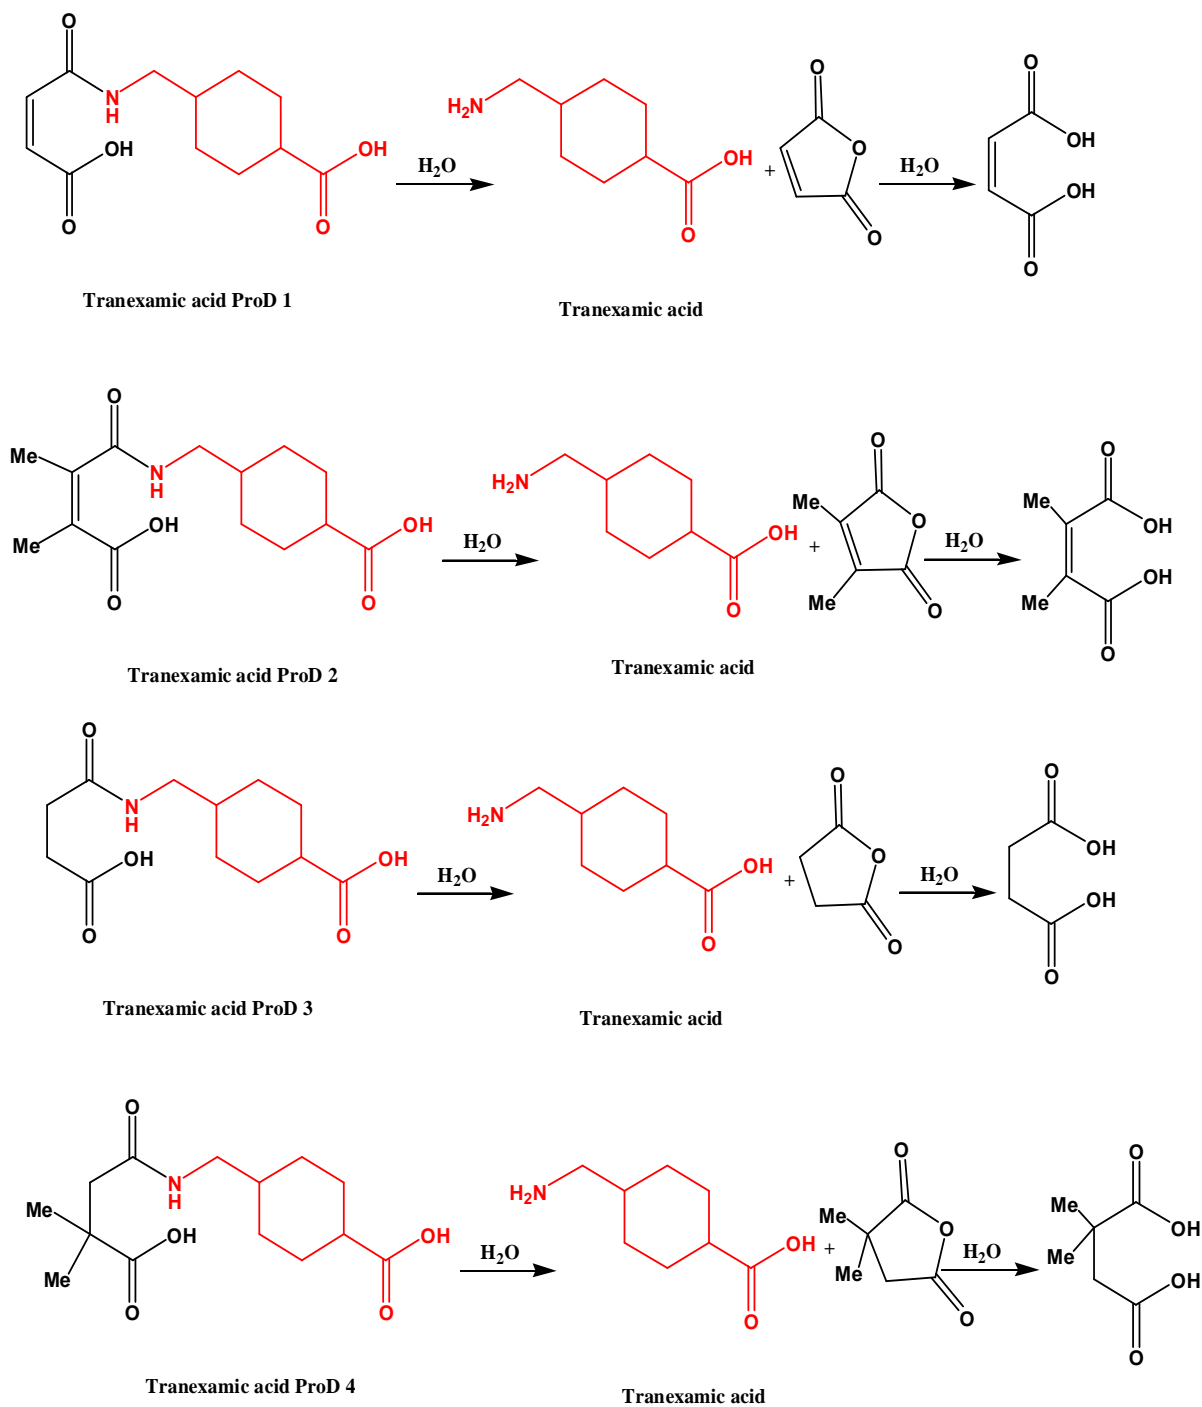 O
N
H
OH
O
OH
O
H2O
Tranexamic acid ProD 1
H2N
OH
O
Tranexamic acid
+
O
O
O
H2O
O
OH
OH
O
O
Me
N
H
Me
OH
O
OH
O
H2O
Tranexamic acid ProD 2
H2N
OH
O
Tranexamic acid
+
O
Me
O
Me
O
H2O
O
Me
OH
OH
Me
O
O
N
H
OH
O
OH
O
H2O
Tranexamic acid ProD 3
H2N
OH
O
Tranexamic acid
+
O
O
O
H2O
O
OH
OH
O
O
N
H
Me
OH
Me
O
OH
O
H2O
Tranexamic acid ProD 4
H2N
OH
O
Tranexamic acid
+
O
Me
O
Me
O
H2O
O
Me
OH
Me
OH
O